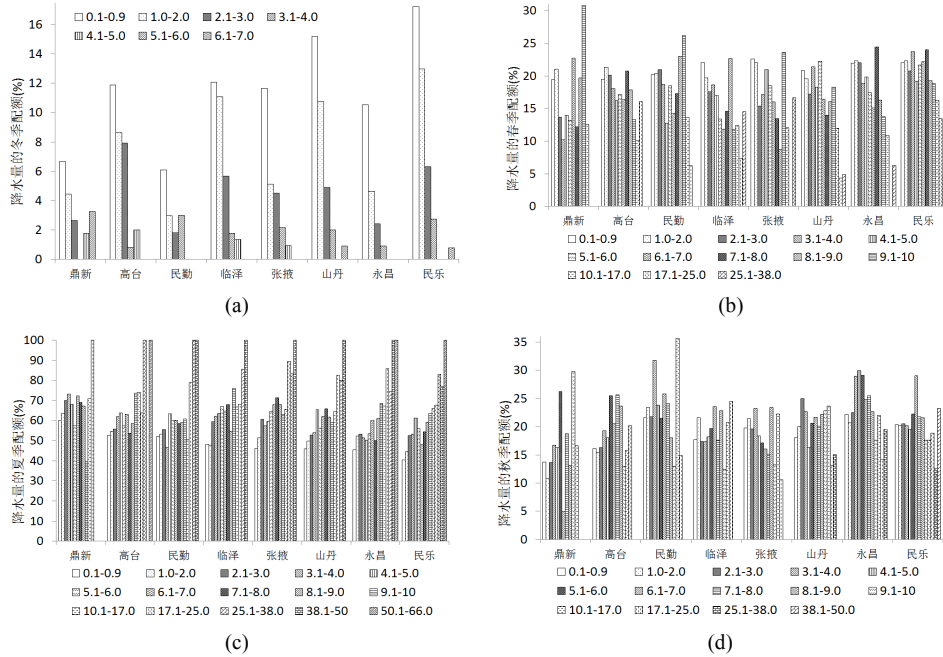 降水量的冬季配额(%)
16
14
12
10
8
6
4
2
0
0.1-0.9 1.0-2.0 2.1-3.0 3.1-4.0
4.1-5.0 5.1-6.0 6.1-7.0
鼎新 高台 民勤 临泽 张掖 山丹 永昌 民乐
(a)
降水量的春季配额(%)
30
25
20
15
10
5
0
鼎新 高台 民勤 临泽 张掖 山丹 永昌 民乐
0.1-0.9 1.0-2.0 2.1-3.0 3.1-4.0 4.1-5.0
5.1-6.0 6.1-7.0 7.1-8.0 8.1-9.0 9.1-10
10.1-17.0 17.1-25.0 25.1-38.0
(b)
降水量的夏季配额(%)
100
90
80
70
60
50
40
30
20
10
0
鼎新 高台 民勤 临泽 张掖 山丹 永昌 民乐
0.1-0.9 1.0-2.0 2.1-3.0 3.1-4.0 4.1-5.0
5.1-6.0 6.1-7.0 7.1-8.0 8.1-9.0 9.1-10
10.1-17.0 17.1-25.0 25.1-38.0 38.1-50 50.1-66.0
(c)
降水量的秋季配额(%)
35
30
25
20
15
10
5
0
鼎新 高台 民勤 临泽 张掖 山丹 永昌 民乐
0.1-0.9 1.0-2.0 2.1-3.0 3.1-4.0 4.1-5.0
5.1-6.0 6.1-7.0 7.1-8.0 8.1-9.0 9.1-10
10.1-17.0 17.1-25.0 25.1-38.0 38.1-50.0
(d)